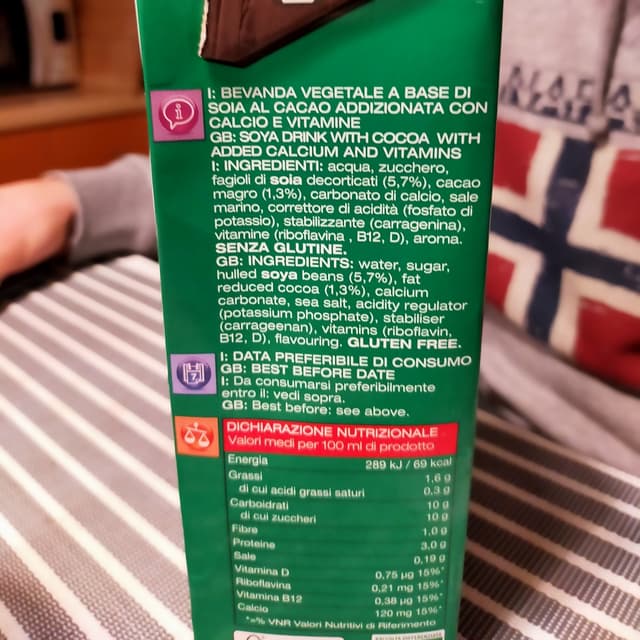 I: BEVANDA VEGETALE A BASE DI
SOIA AL CACAO ADDIZIONATA CON
CALCIO E VITAMINE
GB: SOYA DRINK WITH COCOA WITH
ADDED CALCIUM AND VITAMINS
I: INGREDIENTI: acqua, zucchero,
fagioli di soia decorticati (5,7%), cacao
magro (1,3%), carbonato di calcio, sale
marino, correttore di acidità (fosfato di
potassio), stabilizzante (carragenina),
vitamine (riboflavina , B12, D), aroma.
SENZA GLUTINE.
GB: INGREDIENTS: water, sugar,
hulled soya beans (5,7%), fat
reduced cocoa (1,3%), calcium
carbonate, sea salt, acidity regulator
(potassium phosphate), stabiliser
(carrageenan), vitamins (riboflavin,
B12, D), flavouring. GLUTEN FREE.
7
I: DATA PREFERIBILE DI CONSUMO
GB: BEST BEFORE DATE
I: Da consumarsi preferibilmente
entro il: vedi sopra.
GB: Best before: see above.
DICHIARAZIONE NUTRIZIONALE
Valori medi per 100 ml di prodotto
Energia 289 kJ / 69 kcal
Grassi 1,6 g
di cui acidi grassi saturi 0,3 g
Carboidrati 10 g
di cui zuccheri 10 g
Fibre 1,0 g
Proteine 3,0 g
Sale 0,19 g
Vitamina D 0,75 µg 15%*
Riboflavina 0,21 mg 15%*
Vitamina B12 0,38 µg 15%*
Calcio 120 mg 15%*
*=% VNR Valori Nutritivi di Riferimento